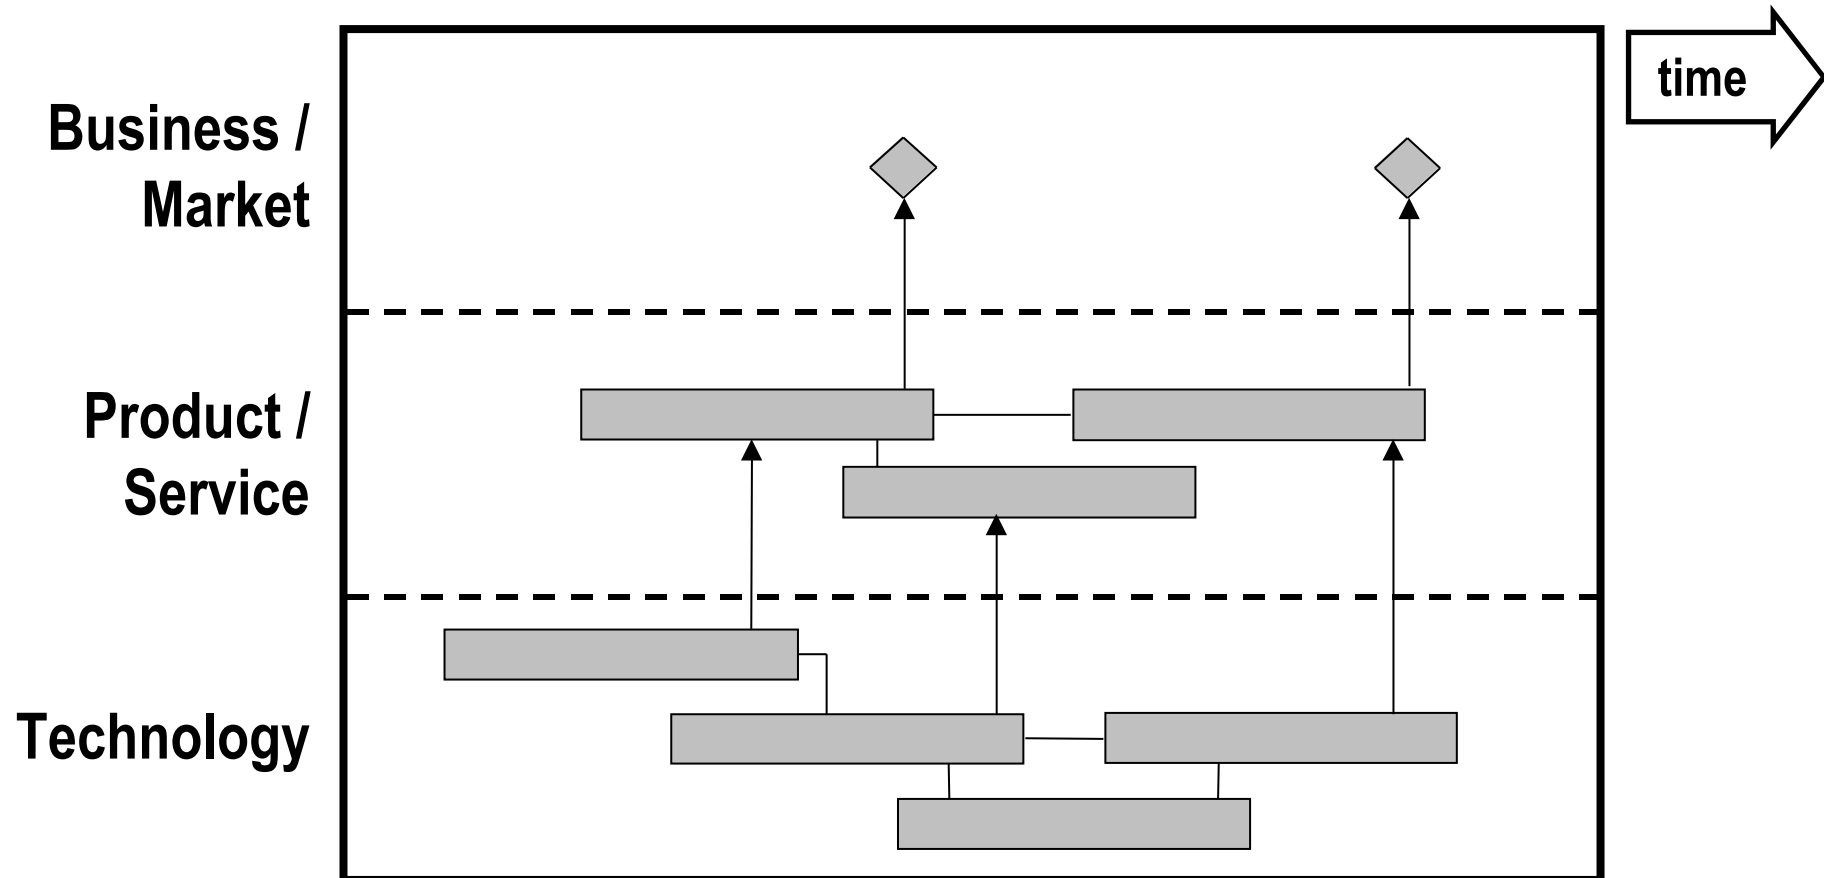 time
Business /
Market
Product /
Service
Technology